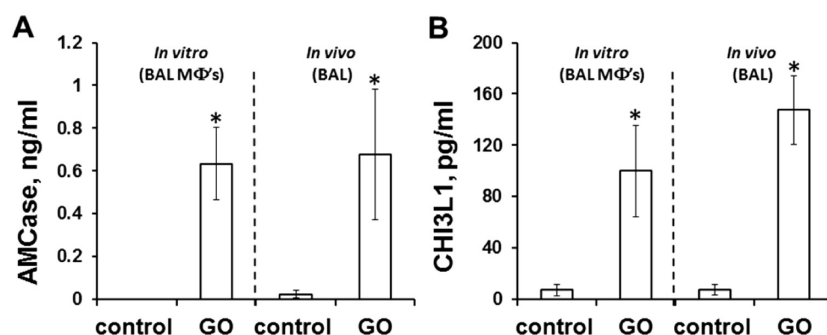 A
AMCase, ng/ml
1.2
1
0.8
0.6
0.4
0.2
0
In vitro
(BAL MΦ's)
In vivo
(BAL)
*
*
control GO control GO
B
CHI3L1, pg/ml
200
160
120
80
40
0
In vitro
(BAL MΦ's)
In vivo
(BAL)
*
*
control GO control GO